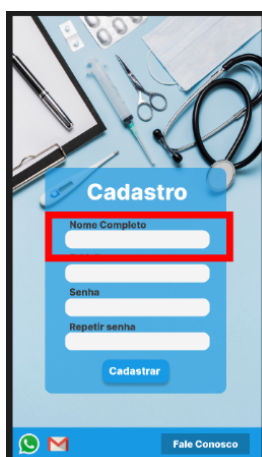 Cadastro
Nome Completo
Senha
Repetir senha
Cadastrar
Fale Conosco